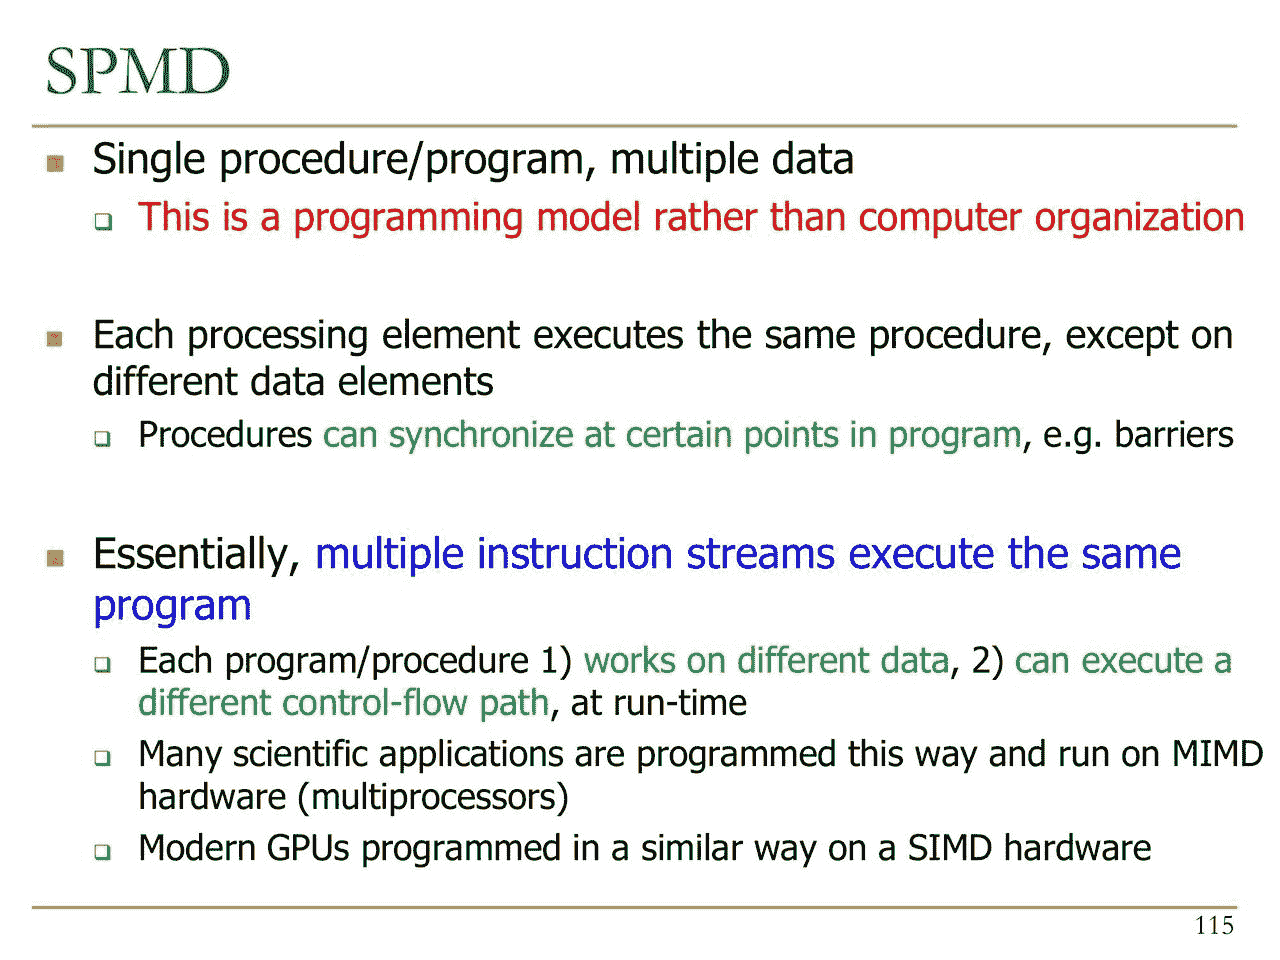 SPMD
Single procedure/program, multiple data
This is a programming model rather than computer organization
Each processing element executes the same procedure, except on
different data elements
Procedures can synchronize at certain points in program, e.g. barriers
Essentially, multiple instruction streams execute the same
program
Each program/procedure 1) works on different data, 2) can execute a
different control-flow path, at run-time
Many scientific applications are programmed this way and run on MIMD
hardware (multiprocessors)
Modern GPUs programmed in a similar way on a SIMD hardware
115